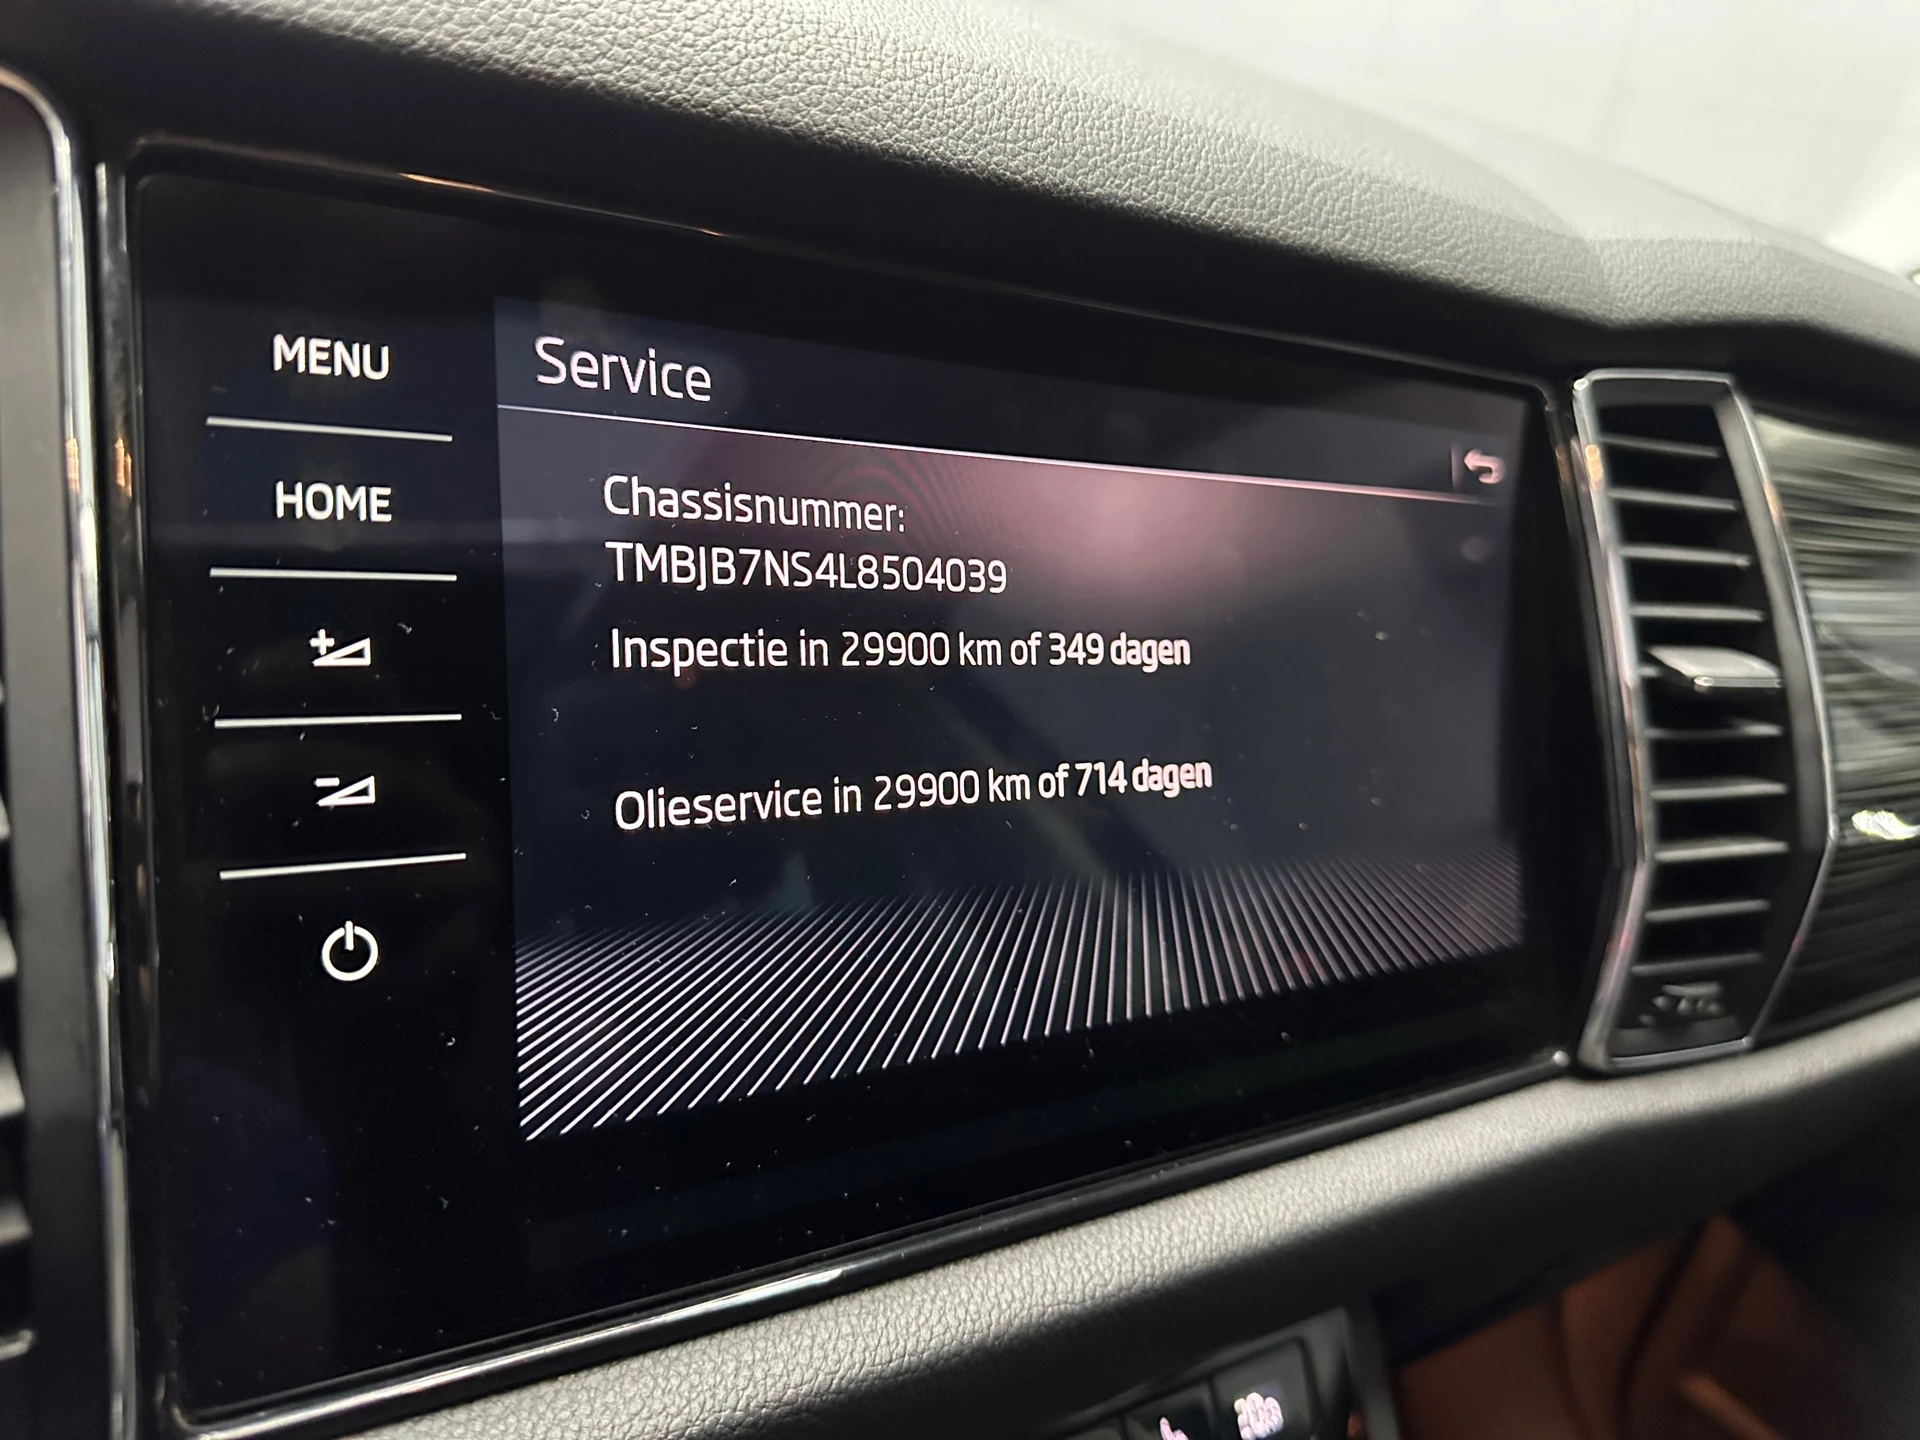 MENU
HOME
Service
Chassisnummer:
TMBJB7NS4L8504039
Inspectie in 29900 km of 349 dagen
Olieservice in 29900 km of 714 dagen